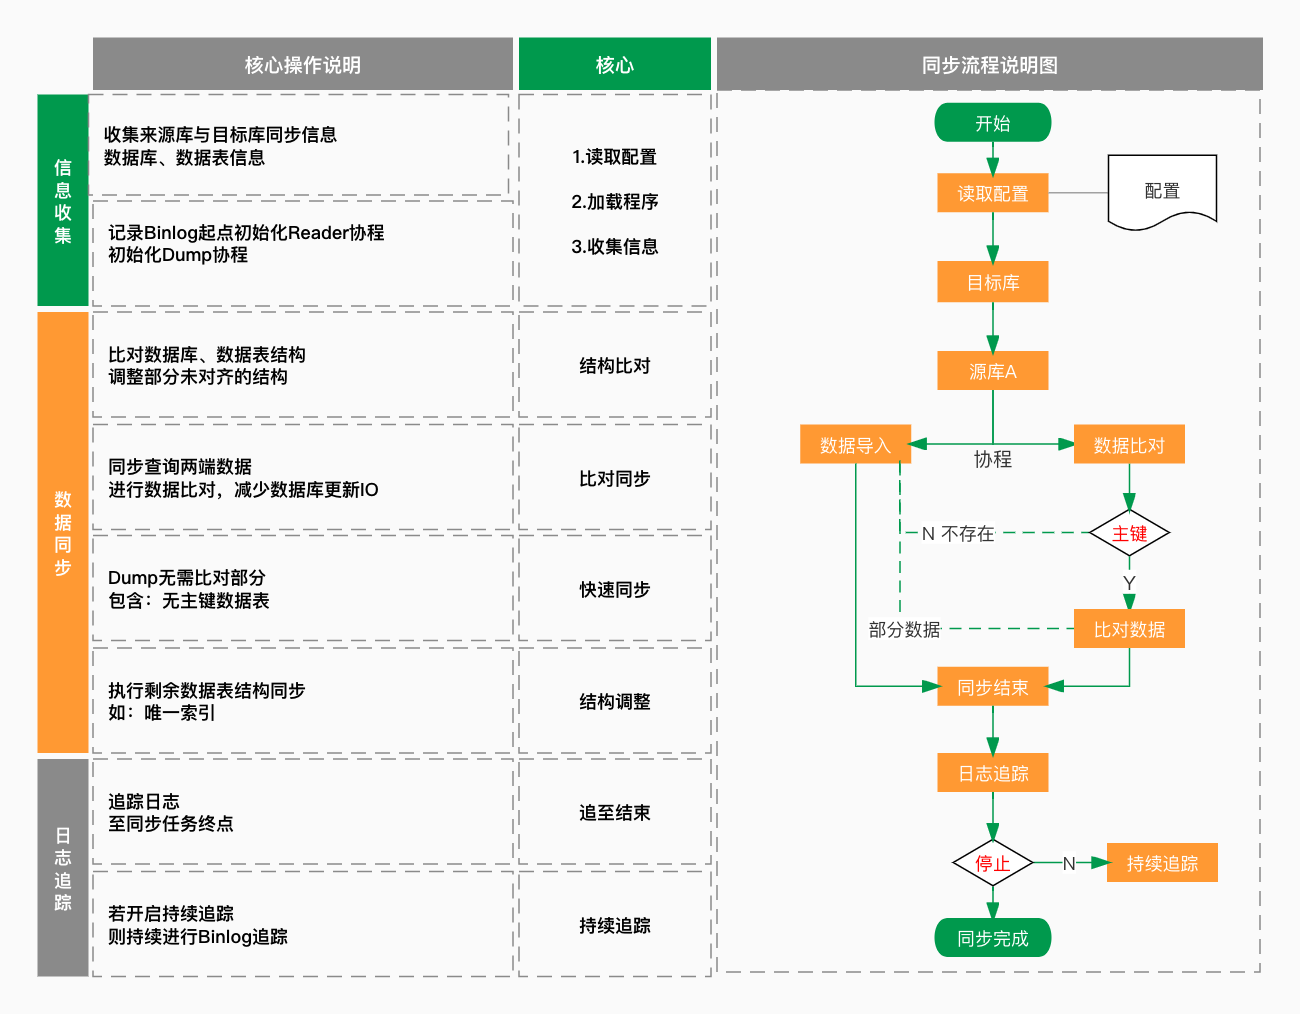 核心操作说明
核心
同步流程说明图
信息收集
收集来源库与目标库同步信息
数据库、数据表信息
记录Binlog起点初始化Reader协程
初始化Dump协程
1.读取配置
2.加载程序
3.收集信息
数据同步
比对数据库、数据表结构
调整部分未对齐的结构
结构比对
同步查询两端数据
进行数据比对，减少数据库更新IO
比对同步
Dump无需比对部分
包含：无主键数据表
快速同步
执行剩余数据表结构同步
如：唯一索引
结构调整
日志追踪
追踪日志
至同步任务终点
追至结束
若开启持续追踪
则持续进行Binlog追踪
持续追踪
开始
读取配置
配置
目标库
源库A
数据导入
协程
数据比对
N 不存在
主键
Y
部分数据
比对数据
同步结束
日志追踪
停止
N
持续追踪
同步完成